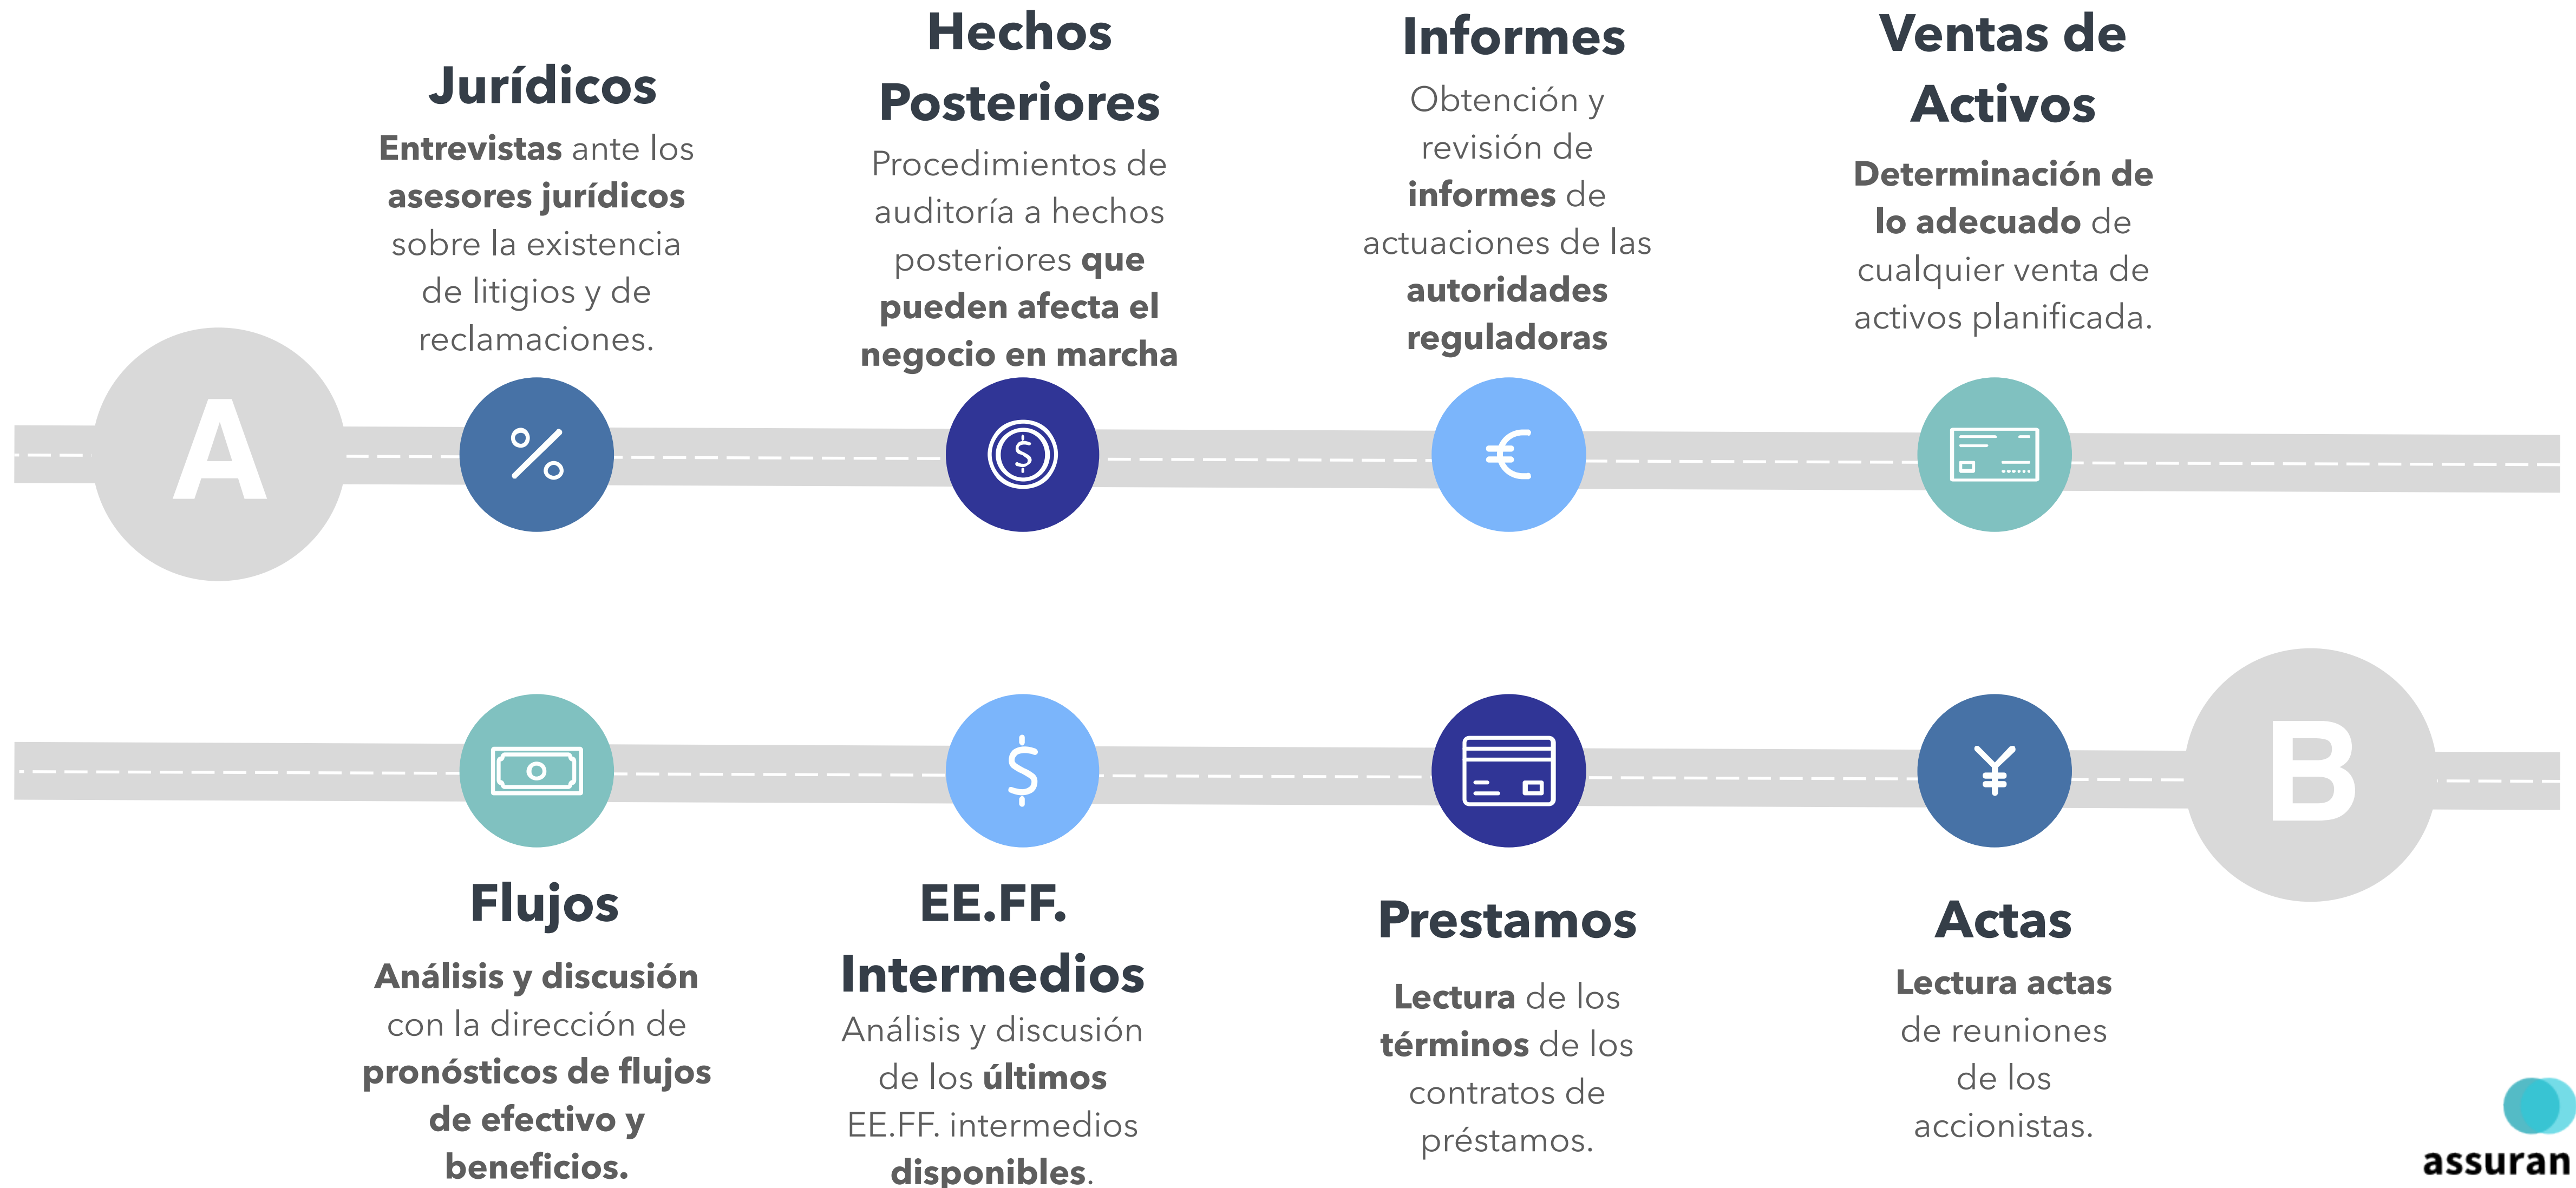 Jurídicos
Entrevistas ante los
asesores jurídicos
sobre la existencia
de litigios y de
reclamaciones.
Hechos
Posteriores
Procedimientos de
auditoría a hechos
posteriores que
pueden afecta el
negocio en marcha
Informes
Obtención y
revisión de
informes de
actuaciones de las
autoridades
reguladoras
Ventas de
Activos
Determinación de
lo adecuado de
cualquier venta de
activos planificada.
A
%
$
€
$
¥
B
Flujos
Análisis y discusión
con la dirección de
pronósticos de flujos
de efectivo y
beneficios.
EE.FF.
Intermedios
Análisis y discusión
de los últimos
EE.FF. intermedios
disponibles.
Prestamos
Lectura de los
términos de los
contratos de
préstamos.
Actas
Lectura actas
de reuniones
de los
accionistas.
assuran